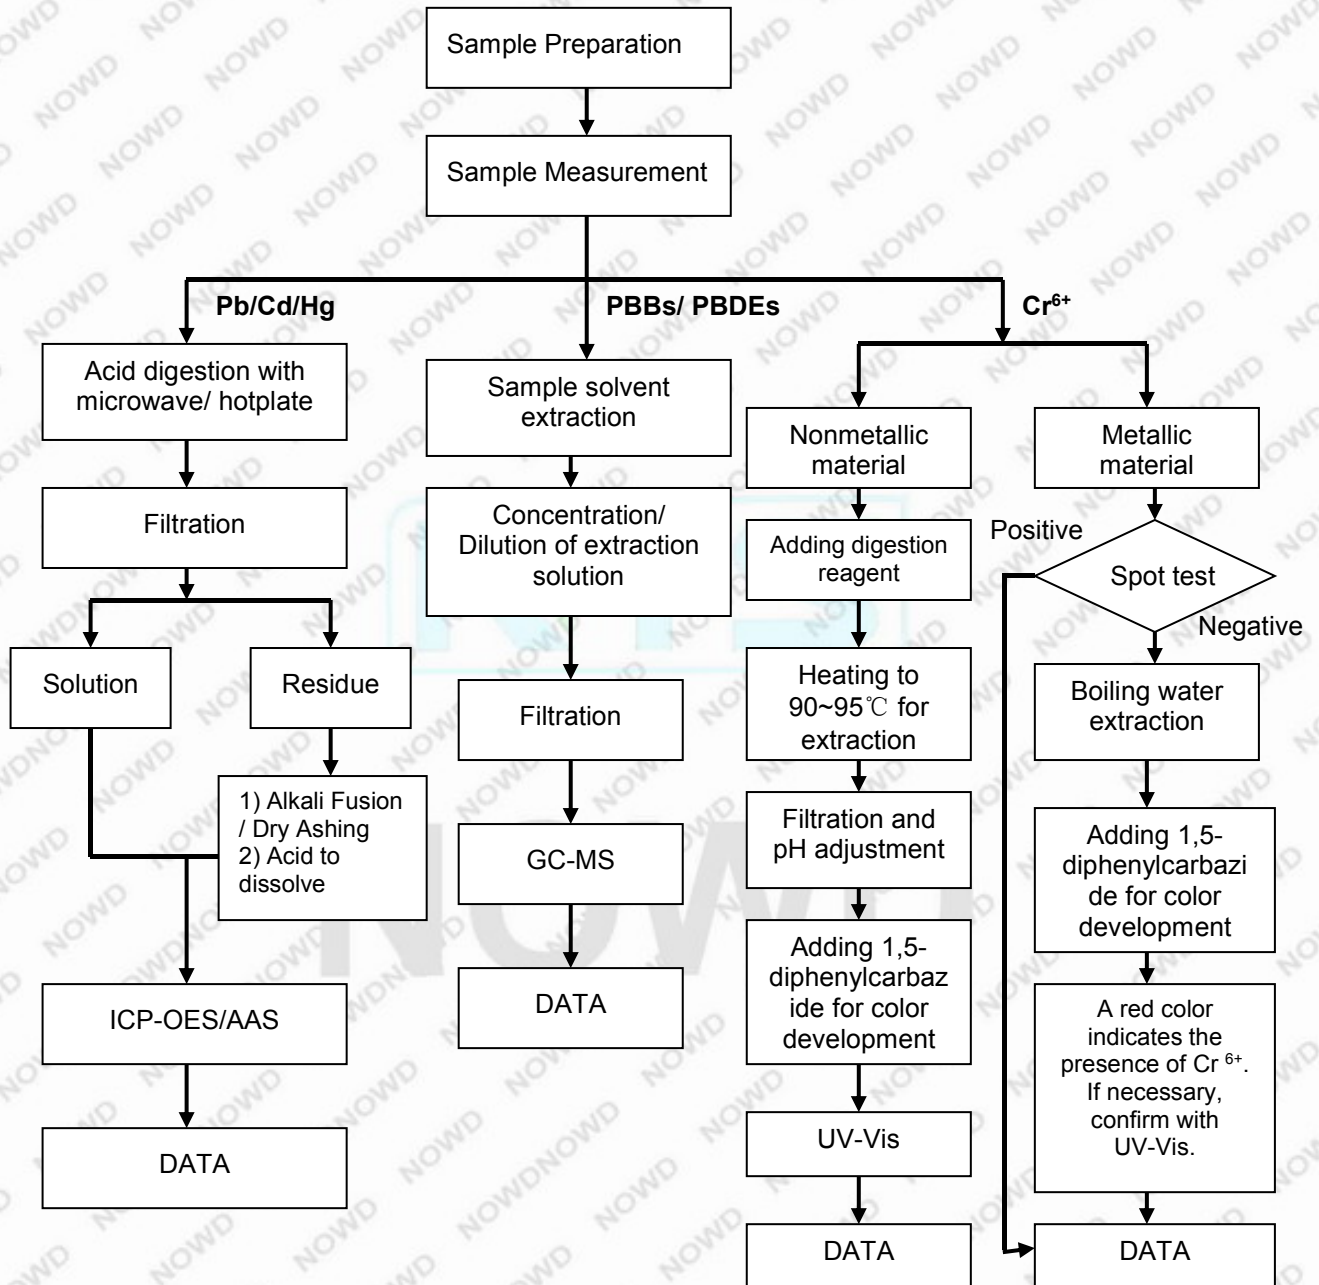 Sample Preparation
Sample Measurement
Pb/Cd/Hg
PBBs/ PBDEs
Cr⁶⁺
Acid digestion with
microwave/ hotplate
Filtration
Solution
Residue
1) Alkali Fusion
/ Dry Ashing
2) Acid to
dissolve
ICP-OES/AAS
DATA
Sample solvent
extraction
Concentration/
Dilution of extraction
solution
Filtration
GC-MS
DATA
Nonmetallic
material
Adding digestion
reagent
Heating to
90~95℃ for
extraction
Filtration and
pH adjustment
Adding 1,5-
diphenylcarbaz
ide for color
development
UV-Vis
DATA
Metallic
material
Positive
Spot test
Negative
Boiling water
extraction
Adding 1,5-
diphenylcarbazi
de for color
development
A red color
indicates the
presence of Cr ⁶⁺.
If necessary,
confirm with
UV-Vis.
DATA
NOWD